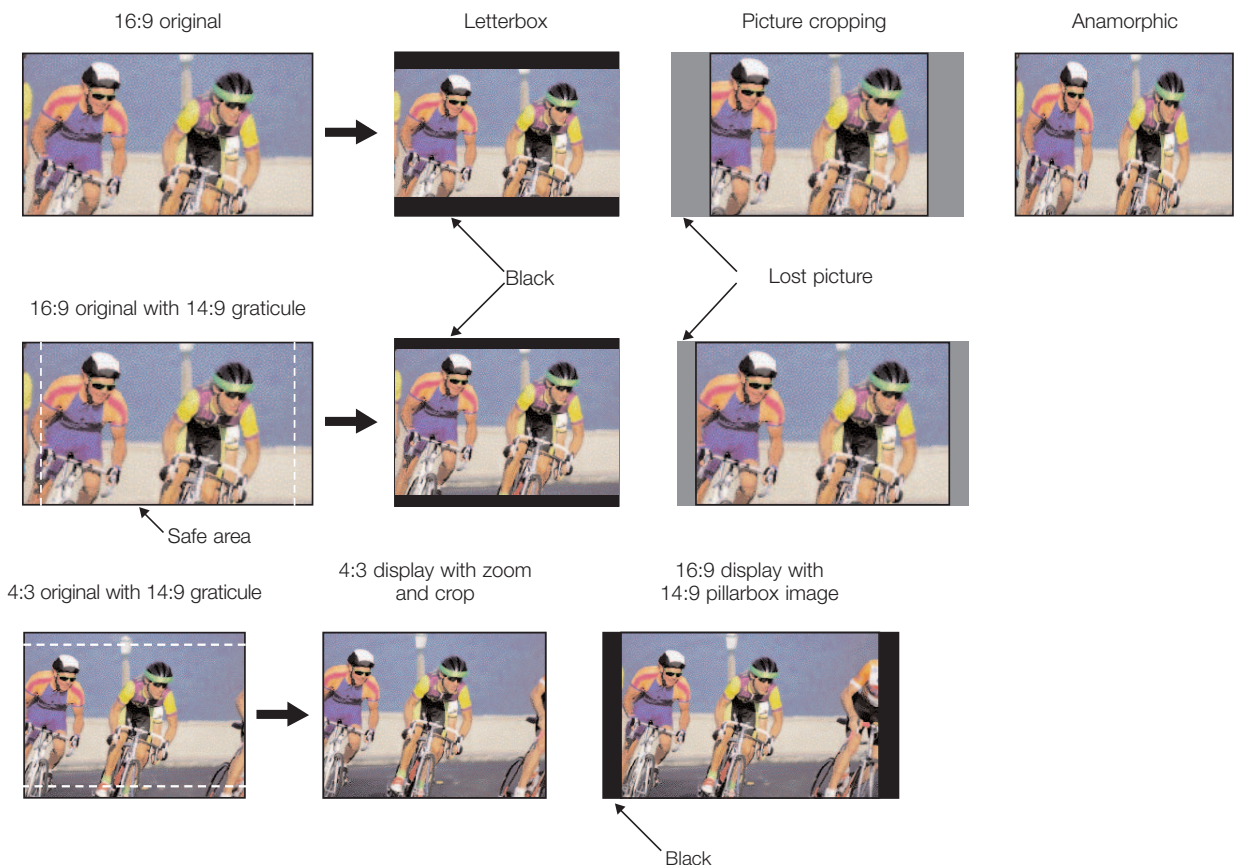 16:9 original
Letterbox
Picture cropping
Anamorphic
Black
Lost picture
16:9 original with 14:9 graticule
Safe area
4:3 original with 14:9 graticule
4:3 display with zoom
and crop
16:9 display with
14:9 pillarbox image
Black